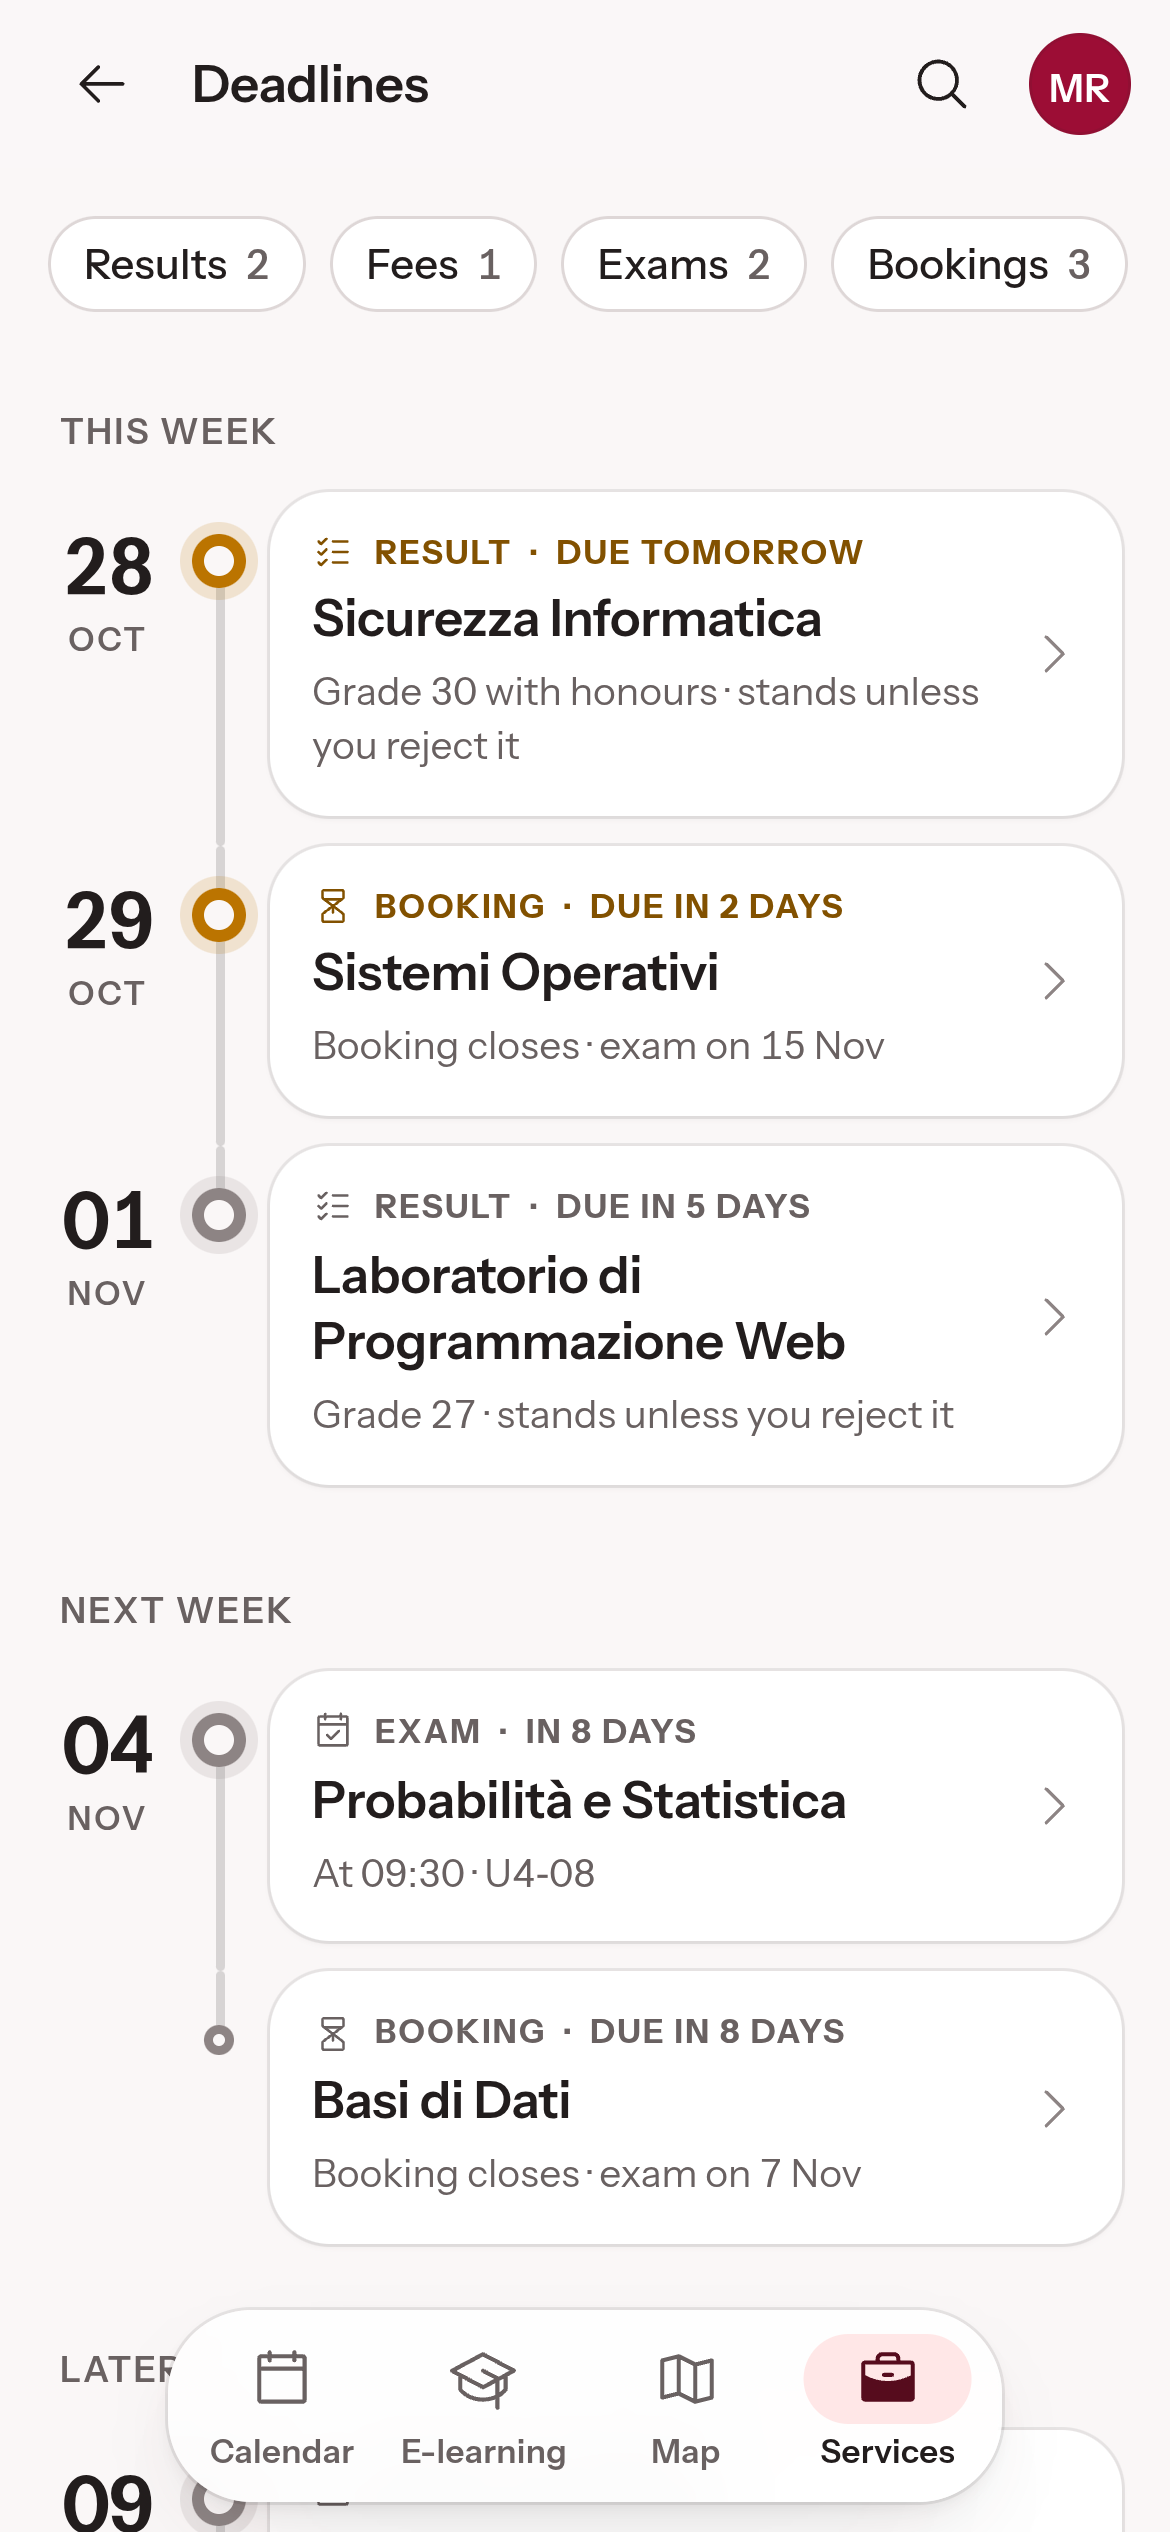 Deadlines
MR
Results 2
Fees 1
Exams 2
Bookings 3
THIS WEEK
28
OCT
RESULT · DUE TOMORROW
Sicurezza Informatica
Grade 30 with honours · stands unless
you reject it
29
OCT
BOOKING · DUE IN 2 DAYS
Sistemi Operativi
Booking closes · exam on 15 Nov
01
NOV
RESULT · DUE IN 5 DAYS
Laboratorio di
Programmazione Web
Grade 27 · stands unless you reject it
NEXT WEEK
04
NOV
EXAM · IN 8 DAYS
Probabilità e Statistica
At 09:30 · U4-08
BOOKING · DUE IN 8 DAYS
Basi di Dati
Booking closes · exam on 7 Nov
LATER
09
Calendar
E-learning
Map
Services